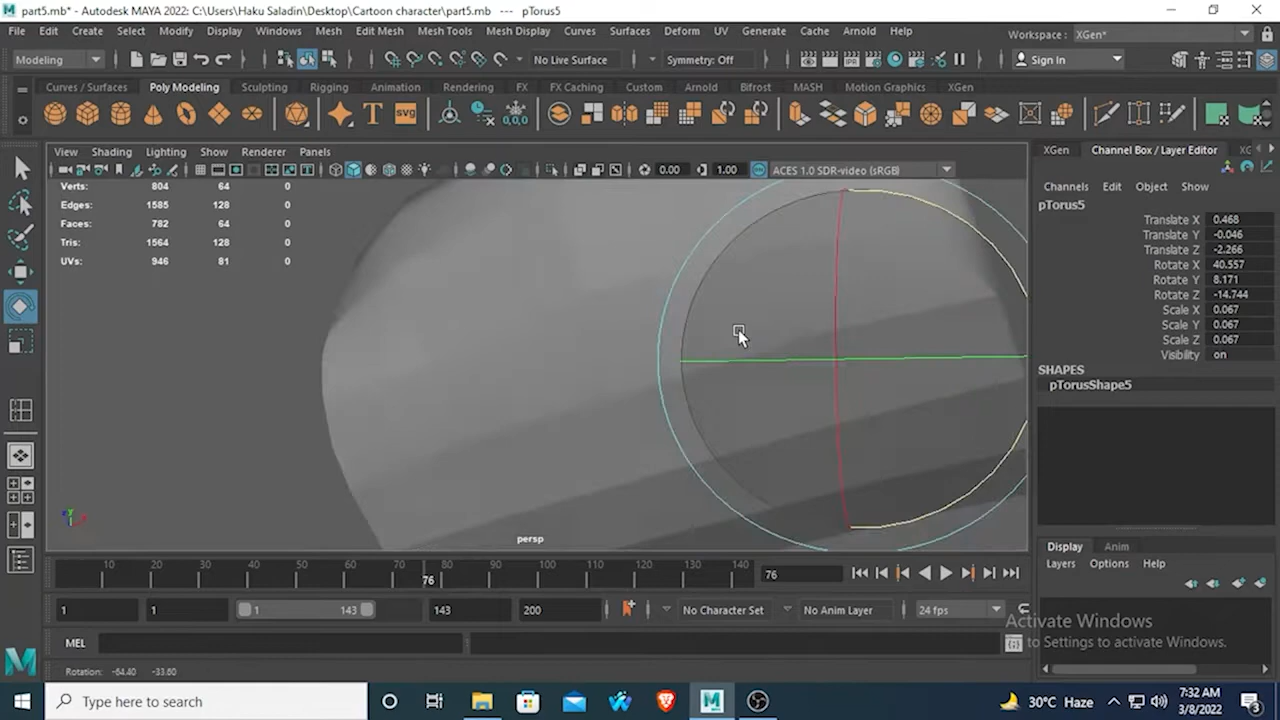 part5.mb* - Autodesk MAYA 2022: C:\Users\Haku Saladin\Desktop\Cartoon character\part5.mb --- pTorus5
File Edit Create Select Modify Display Windows Mesh Edit Mesh Mesh Tools Mesh Display Curves Surfaces Deform UV Generate Cache Arnold Help
Workspace : XGen*
Modeling No Live Surface Symmetry: Off Sign In
Curves / Surfaces Poly Modeling Sculpting Rigging Animation Rendering FX FX Caching Custom Arnold Bifrost MASH Motion Graphics XGen
View Shading Lighting Show Renderer Panels
0.00 1.00 ACES 1.0 SDR-video (sRGB)
Verts: 804 64 0
Edges: 1585 128 0
Faces: 782 64 0
Tris: 1564 128 0
UVs: 946 81 0
persp
XGen Channel Box / Layer Editor XG
Channels Edit Object Show
pTorus5
Translate X 0.468
Translate Y -0.046
Translate Z -2.266
Rotate X 40.557
Rotate Y 8.171
Rotate Z -14.744
Scale X 0.067
Scale Y 0.067
Scale Z 0.067
Visibility on
SHAPES
pTorusShape5
Display Anim
Layers Options Help
10 20 30 40 50 60 70 76 80 90 100 110 120 130 140
76
1 1 1 143 143 200 No Character Set No Anim Layer 24 fps
Activate Windows
to Settings to activate Windows.
MEL
Rotation: -64.40 -33.60
Type here to search
30°C Haze
7:32 AM
3/8/2022
3